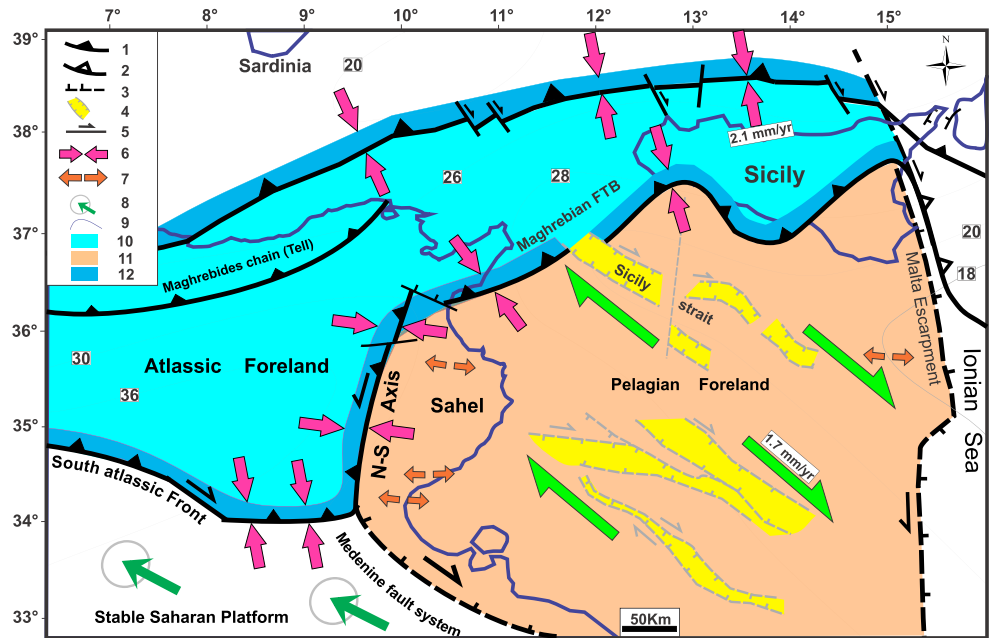 7° 8° 9° 10° 11° 12° 13° 14° 15°
39°
38°
37°
36°
35°
34°
33°
1
2
3
4
5
6
7
8
9
10
11
12
N
Sardinia
20
2.1 mm/yr
26
28
Sicily
Maghrebian FTB
Maghrebides chain (Tell)
20
18
Sicily
strait
Malta Escarpment
30
36
Atlassic Foreland
N-S Axis
Sahel
Pelagian Foreland
Ionian Sea
1.7 mm/yr
South atlassic Front
Medenine fault system
Stable Saharan Platform
50Km